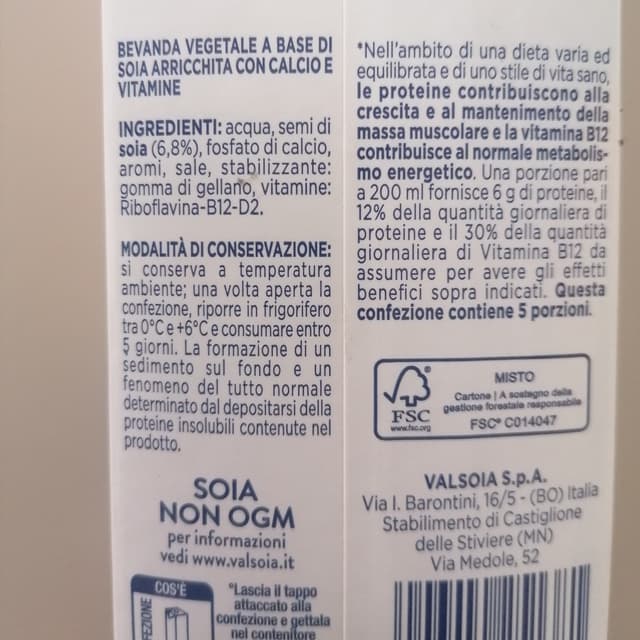 BEVANDA VEGETALE A BASE DI
SOIA ARRICCHITA CON CALCIO E
VITAMINE
INGREDIENTI: acqua, semi di
soia (6,8%), fosfato di calcio,
aromi, sale, stabilizzante:
gomma di gellano, vitamine:
Riboflavina-B12-D2.
MODALITÀ DI CONSERVAZIONE:
si conserva a temperatura
ambiente; una volta aperta la
confezione, riporre in frigorifero
tra 0°C e +6°C e consumare entro
5 giorni. La formazione di un
sedimento sul fondo e un
fenomeno del tutto normale
determinato dal depositarsi della
proteine insolubili contenute nel
prodotto.
SOIA
NON OGM
per informazioni
vedi www.valsoia.it
COS'È
°Lascia il tappo
attaccato alla
confezione e gettala
nel contenitore
*Nell'ambito di una dieta varia ed
equilibrata e di uno stile di vita sano,
le proteine contribuiscono alla
crescita e al mantenimento della
massa muscolare e la vitamina B12
contribuisce al normale metabolis-
mo energetico. Una porzione pari
a 200 ml fornisce 6 g di proteine, il
12% della quantità giornaliera di
proteine e il 30% della quantità
giornaliera di Vitamina B12 da
assumere per avere gli effetti
benefici sopra indicati. Questa
confezione contiene 5 porzioni.
FSC
www.fsc.org
MISTO
Cartone | A sostegno della
gestione forestale responsabile
FSC® C014047
VALSOIA S.p.A.
Via I. Barontini, 16/5 - (BO) Italia
Stabilimento di Castiglione
delle Stiviere (MN)
Via Medole, 52